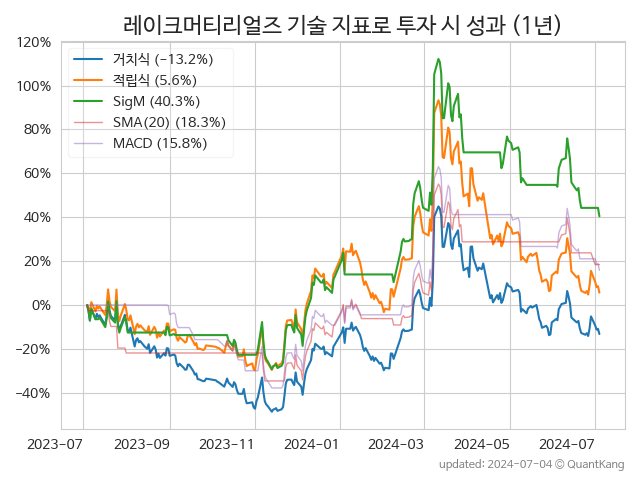 레이크머티리얼즈 기술 지표로 투자 시 성과 (1년)
120%
100%
80%
60%
40%
20%
0%
−20%
−40%
거치식 (−13.2%)
적립식 (5.6%)
SigM (40.3%)
SMA(20) (18.3%)
MACD (15.8%)
2023-07
2023-09
2023-11
2024-01
2024-03
2024-05
2024-07
updated: 2024-07-04 © QuantKang